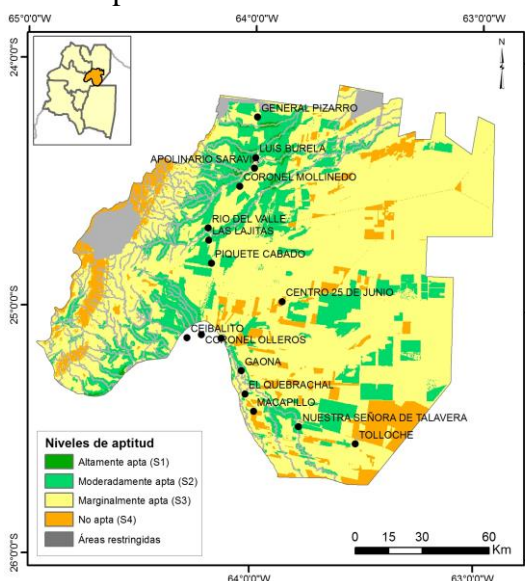 65°0'0"W
64°0'0"W
63°0'0"W
24°0'0"S
N
GENERAL PIZARRO
LUIS BURELA
APOLINARIO SARAVIA
CORONEL MOLLINEDO
RIO DEL VALLE
LAS LAJITAS
PIQUETE CABADO
CENTRO 25 DE JUNIO
25°0'0"S
CEIBALITO
CORONEL OLLEROS
GAONA
EL QUEBRACHAL
MACAPILLO
NUESTRA SEÑORA DE TALAVERA
TOLLOCHE
Niveles de aptitud
Altamente apta (S1)
Moderadamente apta (S2)
Marginalmente apta (S3)
No apta (S4)
Áreas restringidas
0 15 30 60
Km
26°0'0"S
64°0'0"W
63°0'0"W